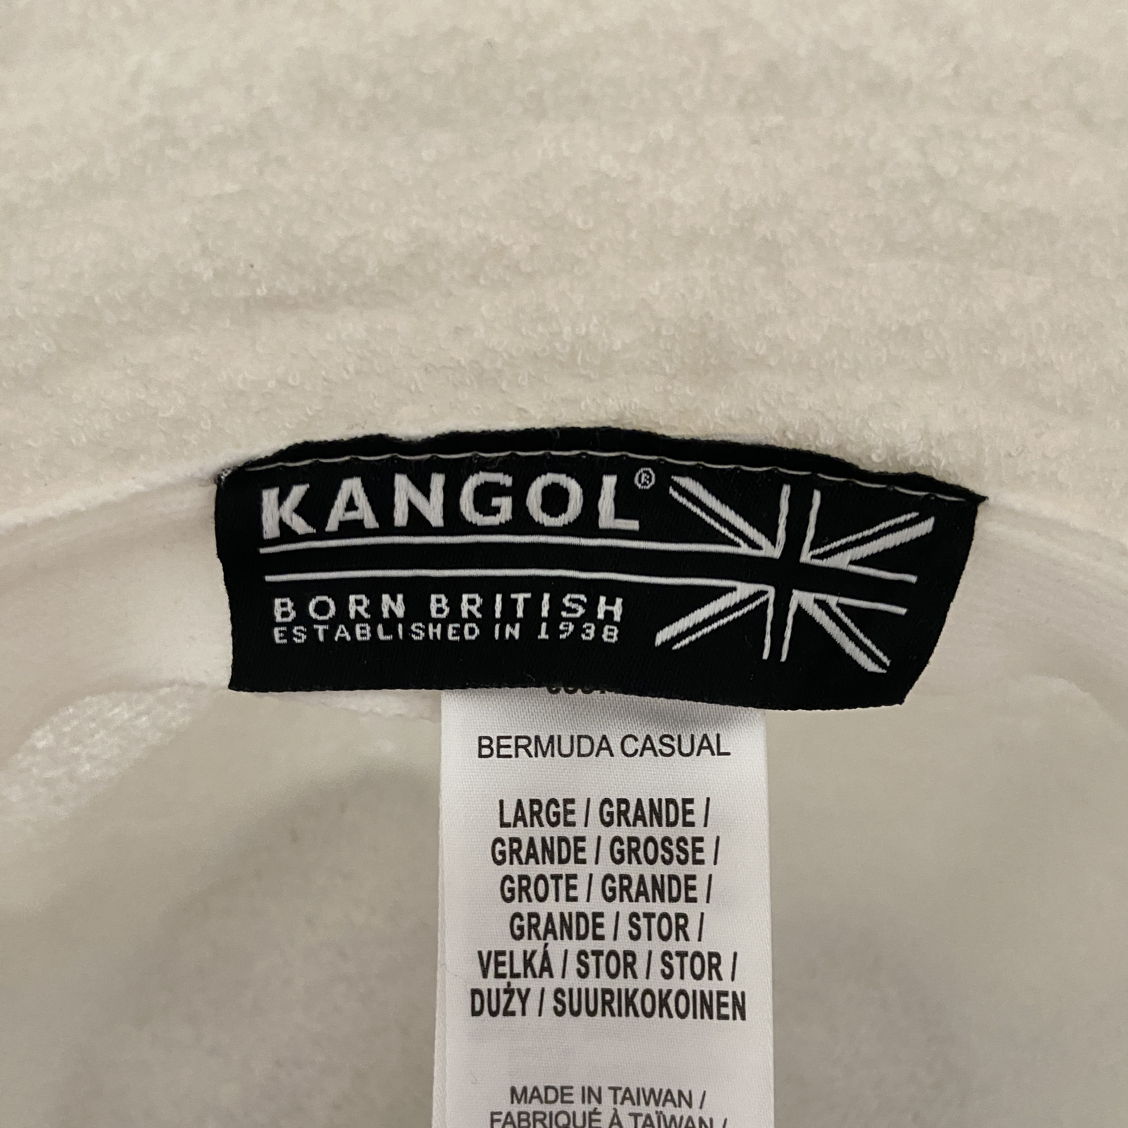 KANGOL®
BORN BRITISH
ESTABLISHED IN 1938
BERMUDA CASUAL
LARGE / GRANDE /
GRANDE / GROSSE /
GROTE / GRANDE /
GRANDE / STOR /
VELKÁ / STOR / STOR /
DUŻY / SUURIKOKOINEN
MADE IN TAIWAN /
FABRIQUÉ À TAÏWAN /